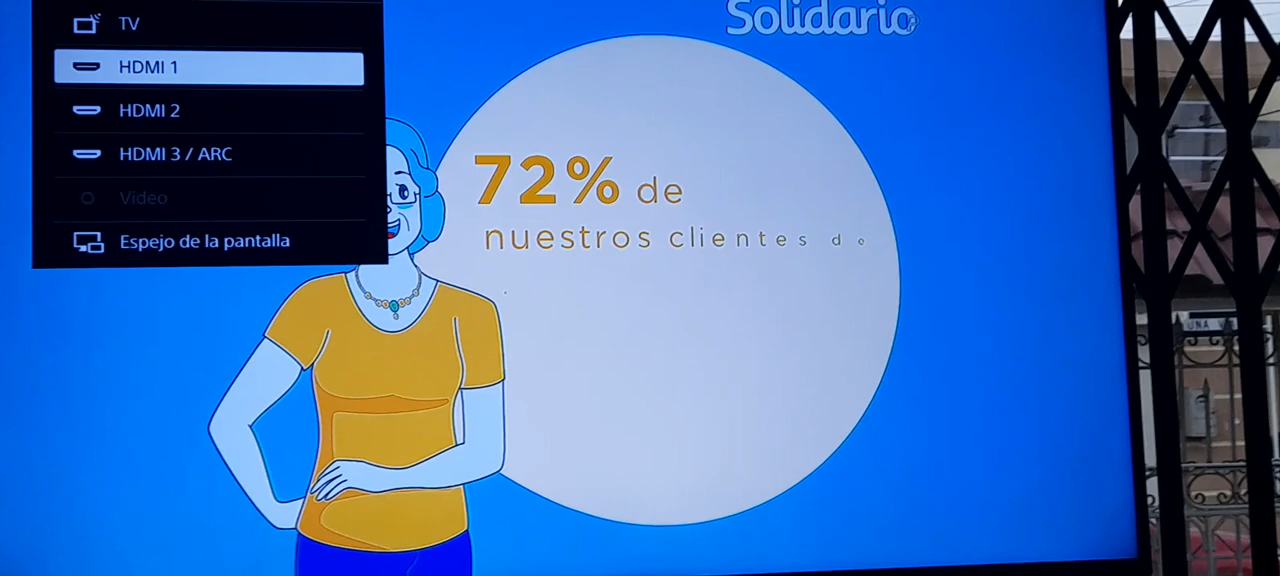 TV
HDMI 1
HDMI 2
HDMI 3 / ARC
Video
Espejo de la pantalla
Solidario
72% de
nuestros clientes de
UNA